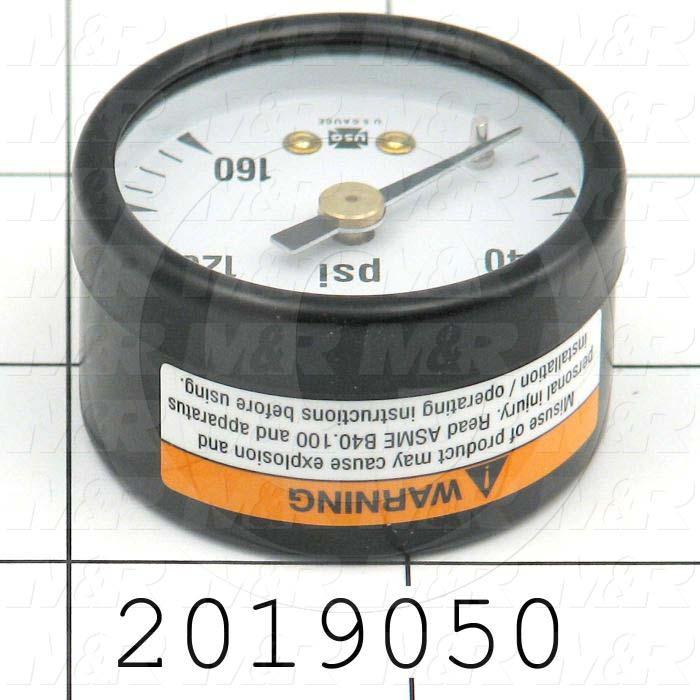 USG
U.S.GAUGE
160
120
40
psi
WARNING
Misuse of product may cause explosion and
personal injury. Read ASME B40.100 and apparatus
installation / operating instructions before using.
M&R
2019050